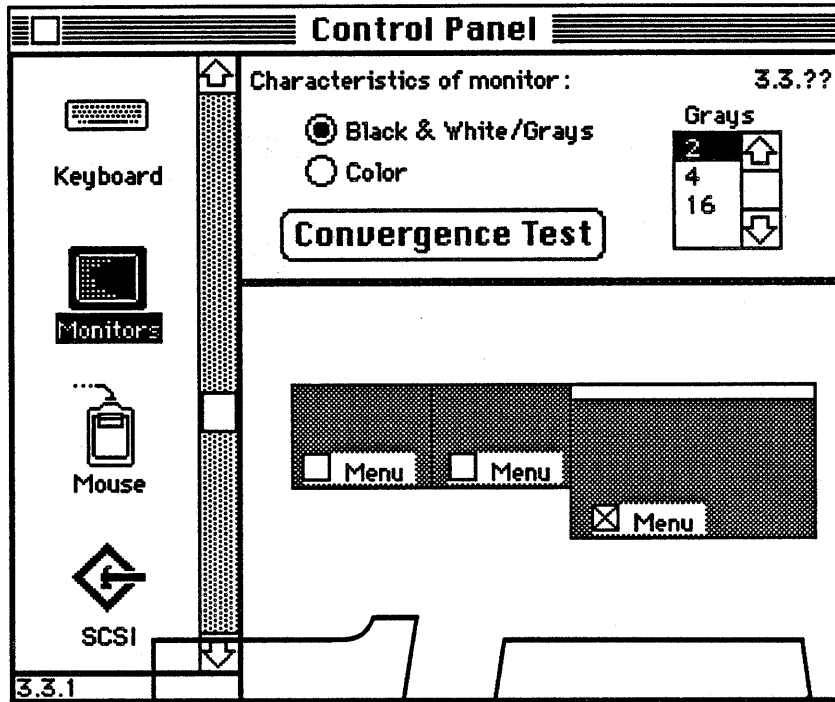 Control Panel
Keyboard
Monitors
Mouse
SCSI
3.3.1
Characteristics of monitor:
3.3.??
Black & White/Grays
Color
Grays
2
4
16
Convergence Test
Menu
Menu
Menu